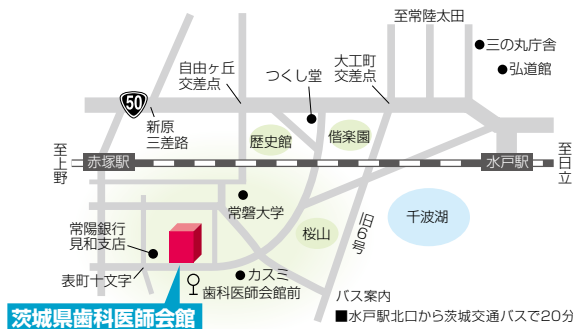 至常陸太田
三の丸庁舎
弘道館
自由ヶ丘
交差点
つくし堂
大工町
交差点
50
新原
三差路
歴史館
偕楽園
至上野
赤塚駅
水戸駅
至日立
常磐大学
桜山
旧6号
千波湖
常陽銀行
見和支店
表町十文字
カスミ
歯科医師会館前
茨城県歯科医師会館
バス案内
■水戸駅北口から茨城交通バスで20分